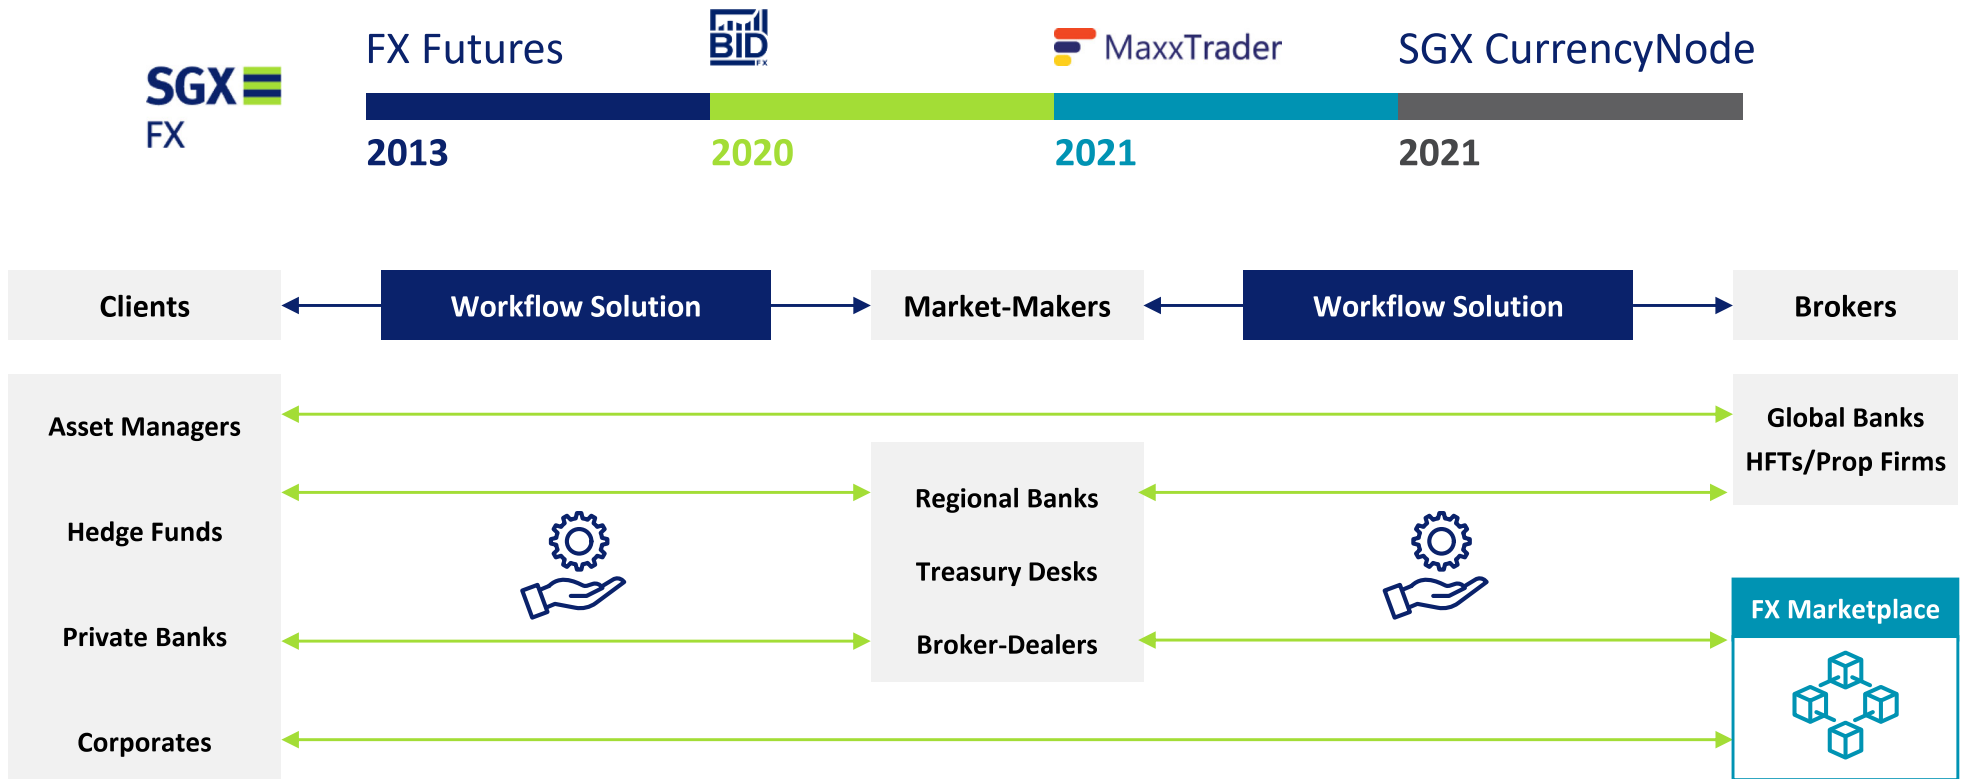 SGX
FX
FX Futures
BID
FX
MaxxTrader
SGX CurrencyNode
2013
2020
2021
2021
Clients
Workflow Solution
Market-Makers
Workflow Solution
Brokers
Asset Managers
Hedge Funds
Private Banks
Corporates
Regional Banks
Treasury Desks
Broker-Dealers
Global Banks
HFTs/Prop Firms
FX Marketplace